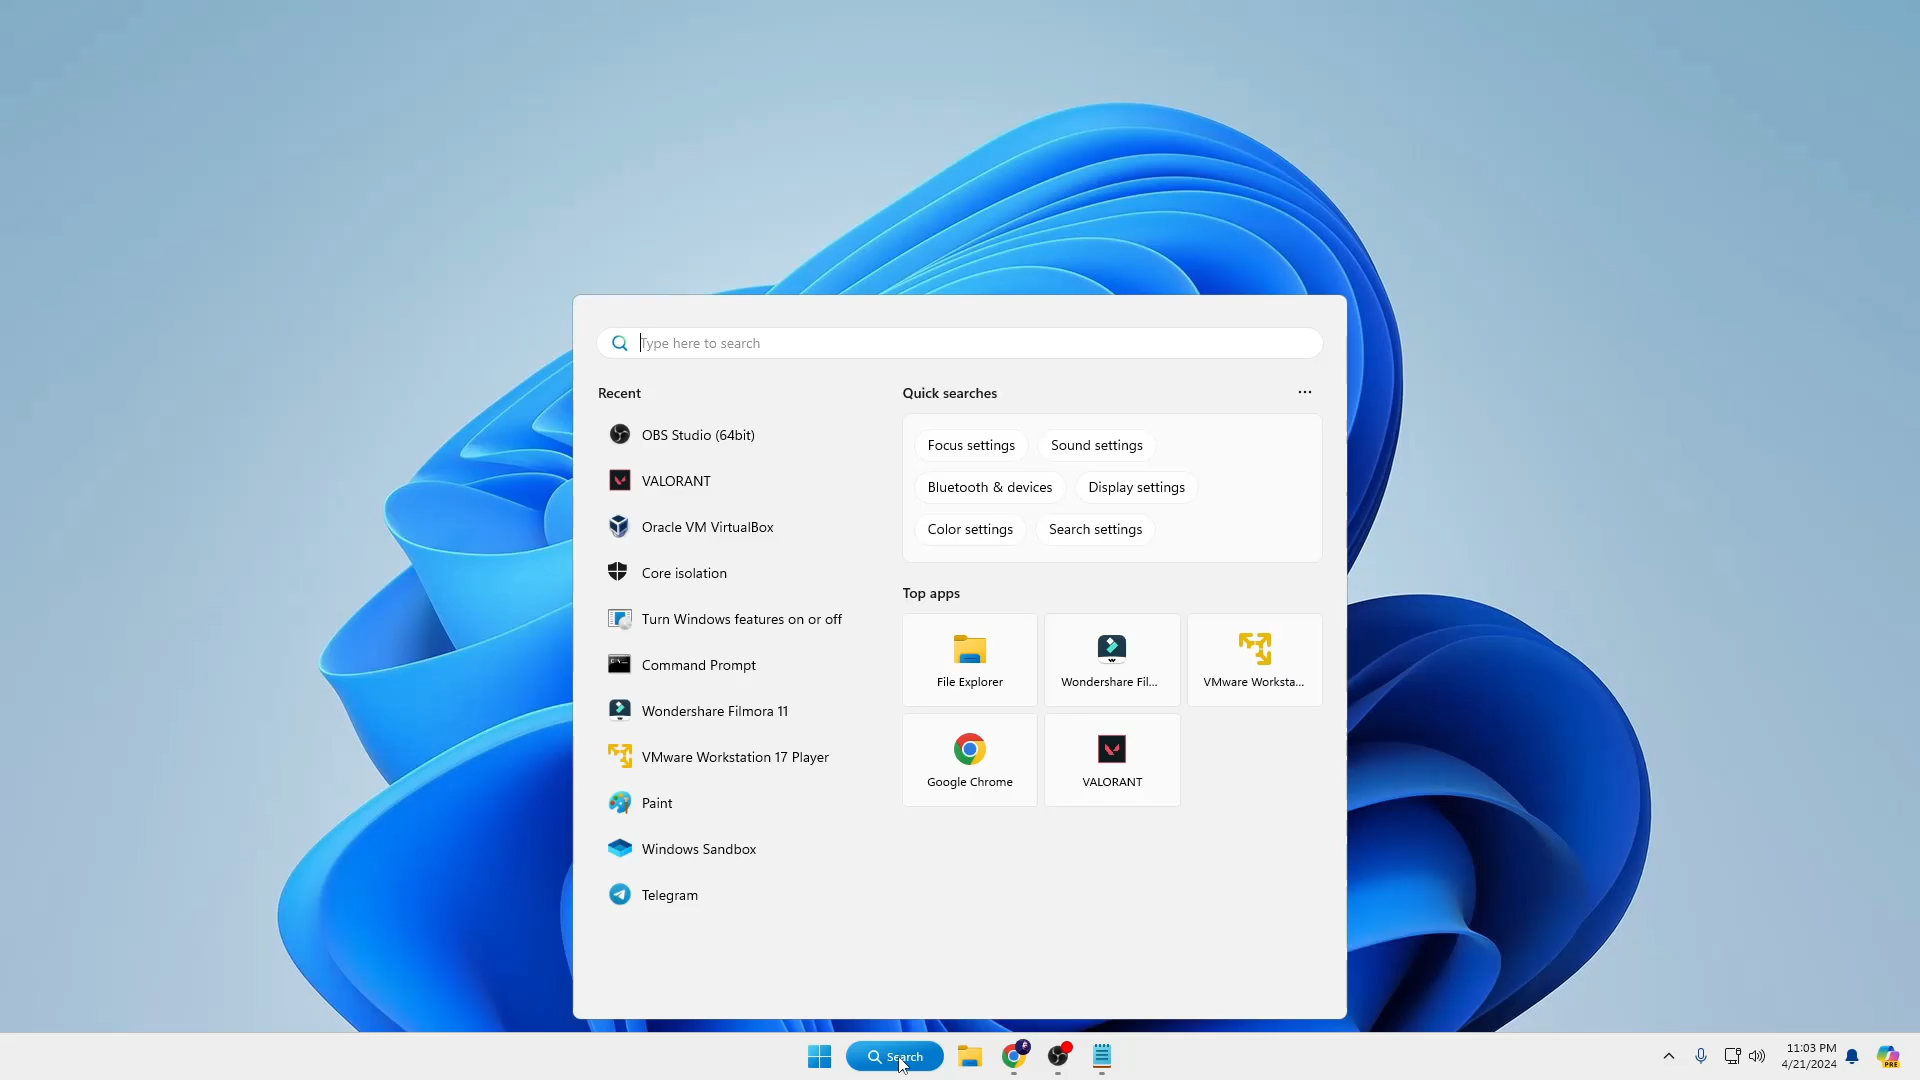 Type here to search
Recent
OBS Studio (64bit)
VALORANT
Oracle VM VirtualBox
Core isolation
Turn Windows features on or off
Command Prompt
Wondershare Filmora 11
VMware Workstation 17 Player
Paint
Windows Sandbox
Telegram
Quick searches
Focus settings
Sound settings
Bluetooth & devices
Display settings
Color settings
Search settings
Top apps
File Explorer
Wondershare Fil...
VMware Worksta...
Google Chrome
VALORANT
Search
11:03 PM
4/21/2024
PRE